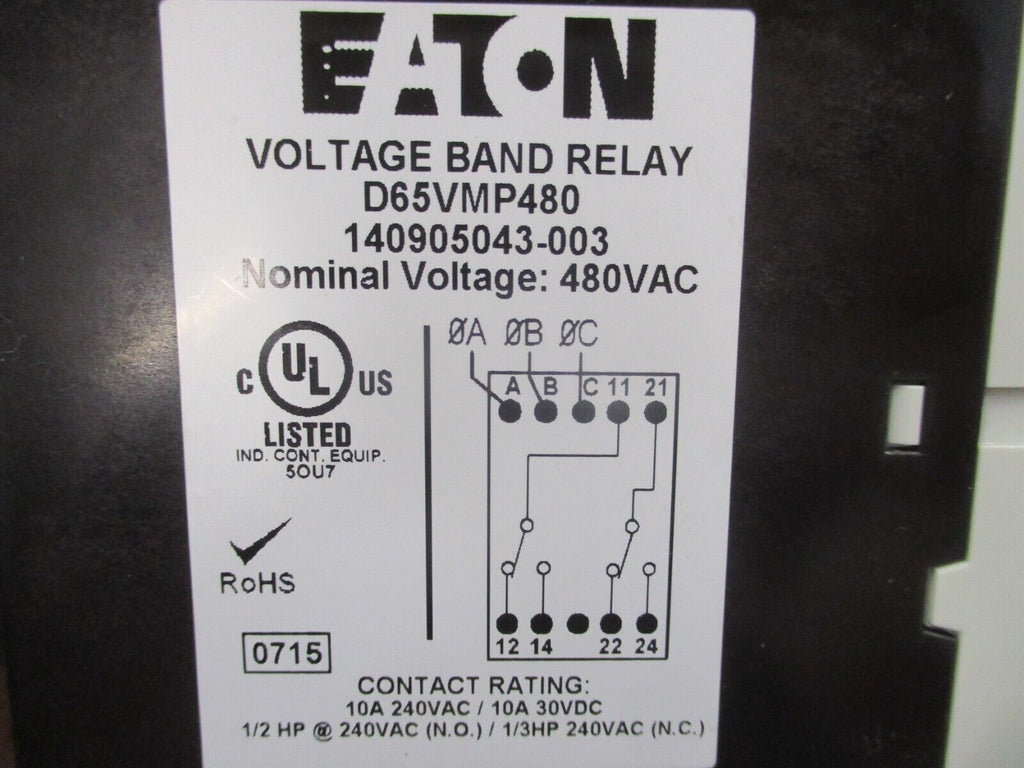 EATON
VOLTAGE BAND RELAY
D65VMP480
140905043-003
Nominal Voltage: 480VAC
ØA ØB ØC
C UL US
LISTED
IND. CONT. EQUIP.
5OU7
RoHS
0715
A B C 11 21
12 14 22 24
CONTACT RATING:
10A 240VAC / 10A 30VDC
1/2 HP @ 240VAC (N.O.) / 1/3HP 240VAC (N.C.)